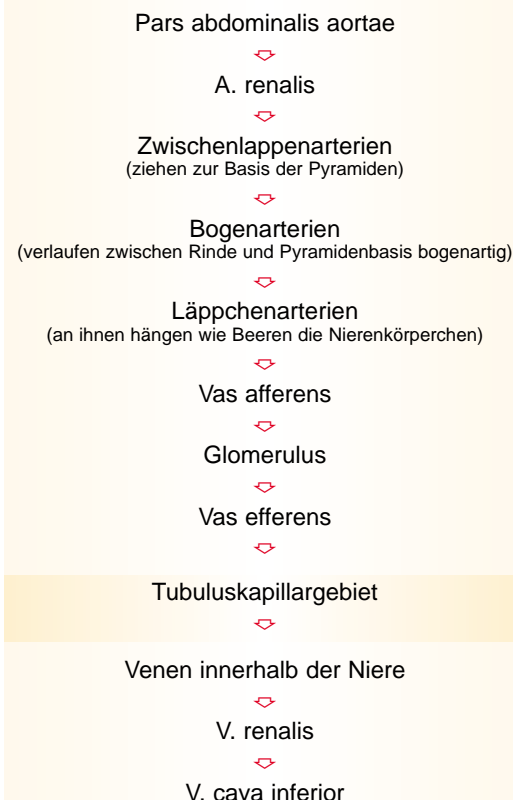 Pars abdominalis aortae
A. renalis
Zwischenlappenarterien
(ziehen zur Basis der Pyramiden)
Bogenarterien
(verlaufen zwischen Rinde und Pyramidenbasis bogenartig)
Läppchenarterien
(an ihnen hängen wie Beeren die Nierenkörperchen)
Vas afferens
Glomerulus
Vas efferens
Tubuluskapillargebiet
Venen innerhalb der Niere
V. renalis
V. cava inferior